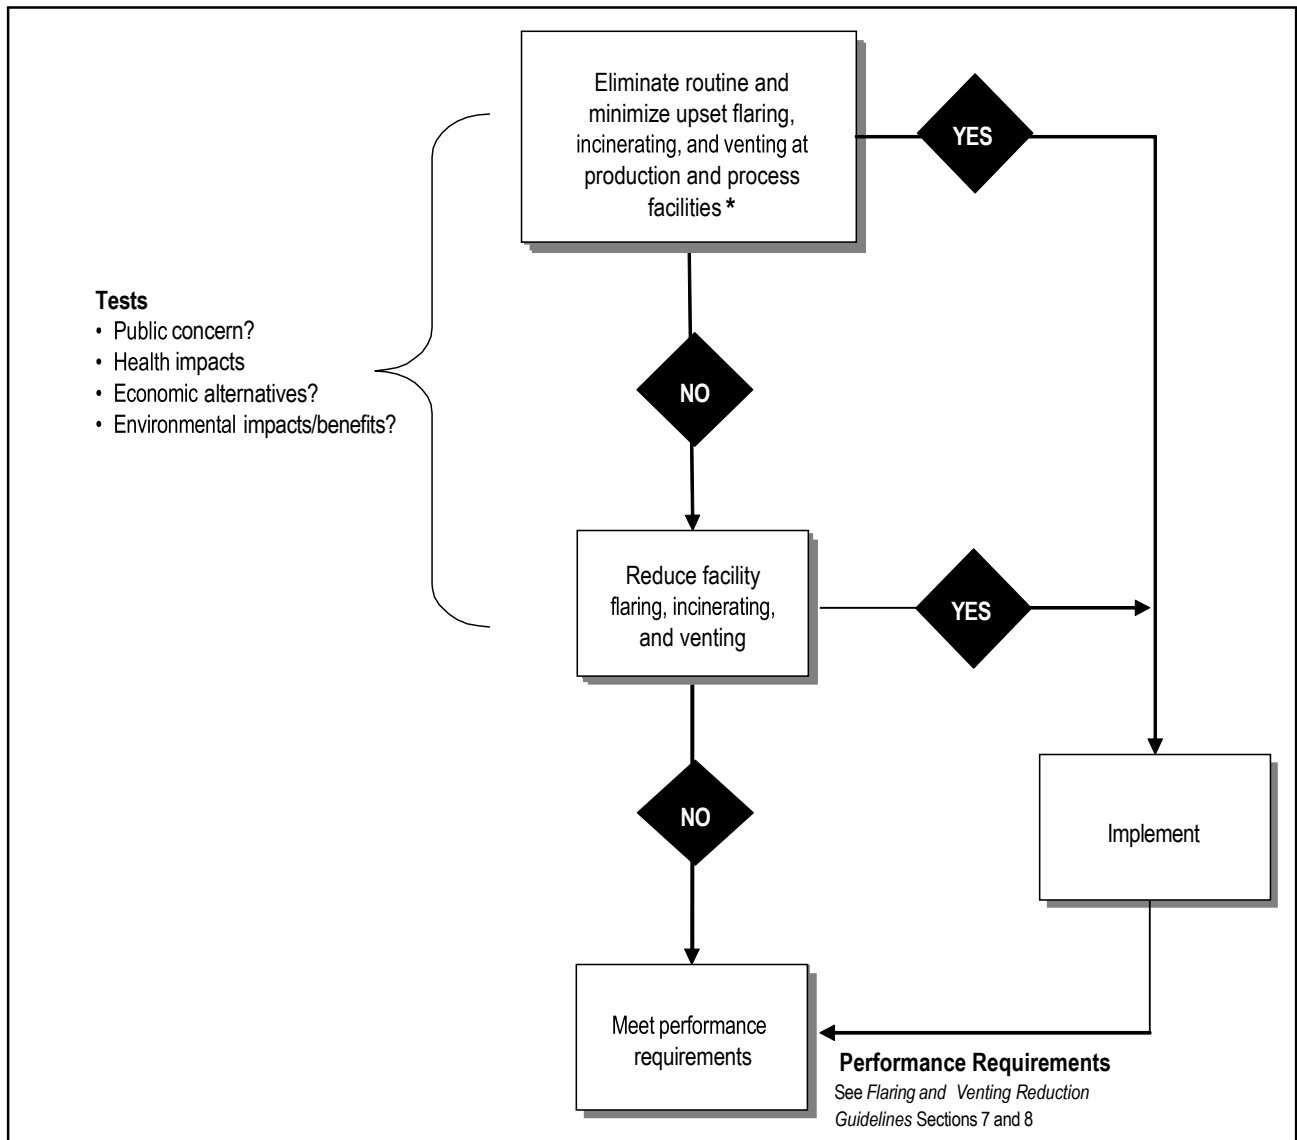 Eliminate routine and
minimize upset flaring,
incinerating, and venting at
production and process
facilities *
YES
Tests
• Public concern?
• Health impacts
• Economic alternatives?
• Environmental impacts/benefits?
NO
Reduce facility
flaring, incinerating,
and venting
YES
NO
Implement
Meet performance
requirements
Performance Requirements
See Flaring and Venting Reduction
Guidelines Sections 7 and 8